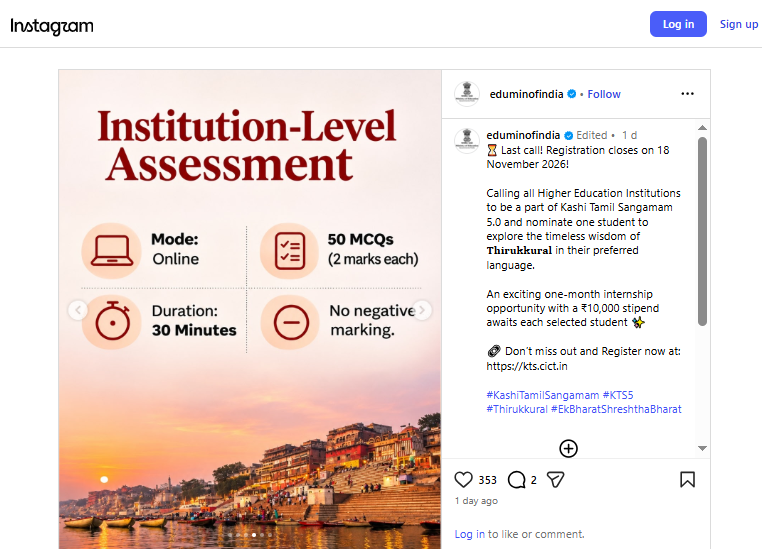 Instagram
Log in
Sign up
Institution-Level
Assessment
Mode:
Online
50 MCQs
(2 marks each)
Duration:
30 Minutes
No negative
marking.
eduminofindia • Follow
eduminofindia Edited • 1 d
Last call! Registration closes on 18
November 2026!
Calling all Higher Education Institutions
to be a part of Kashi Tamil Sangamam
5.0 and nominate one student to
explore the timeless wisdom of
Thirukkural in their preferred
language.
An exciting one-month internship
opportunity with a ₹10,000 stipend
awaits each selected student
Don't miss out and Register now at:
https://kts.cict.in
#KashiTamilSangamam #KTS5
#Thirukkural #EkBharatShreshthaBharat
353
2
1 day ago
Log in to like or comment.